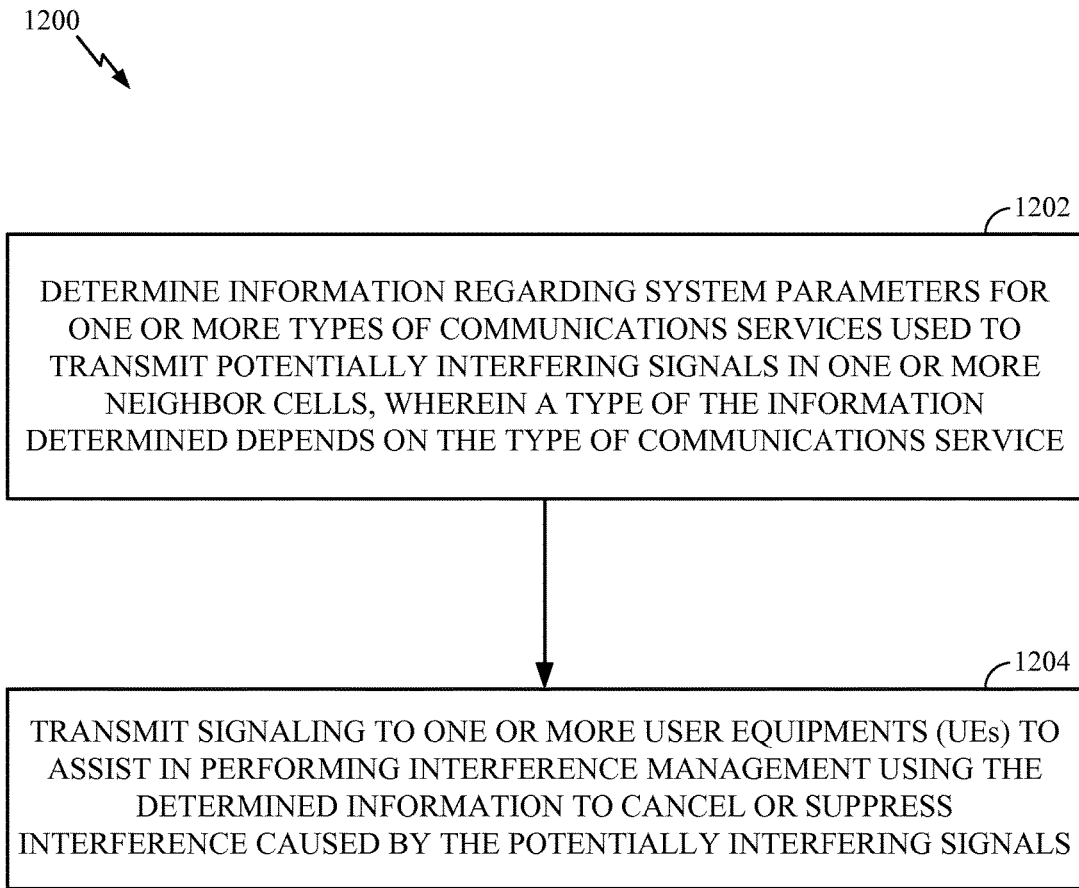 1200
1202
DETERMINE INFORMATION REGARDING SYSTEM PARAMETERS FOR
ONE OR MORE TYPES OF COMMUNICATIONS SERVICES USED TO
TRANSMIT POTENTIALLY INTERFERING SIGNALS IN ONE OR MORE
NEIGHBOR CELLS, WHEREIN A TYPE OF THE INFORMATION
DETERMINED DEPENDS ON THE TYPE OF COMMUNICATIONS SERVICE
1204
TRANSMIT SIGNALING TO ONE OR MORE USER EQUIPMENTS (UEs) TO
ASSIST IN PERFORMING INTERFERENCE MANAGEMENT USING THE
DETERMINED INFORMATION TO CANCEL OR SUPPRESS
INTERFERENCE CAUSED BY THE POTENTIALLY INTERFERING SIGNALS